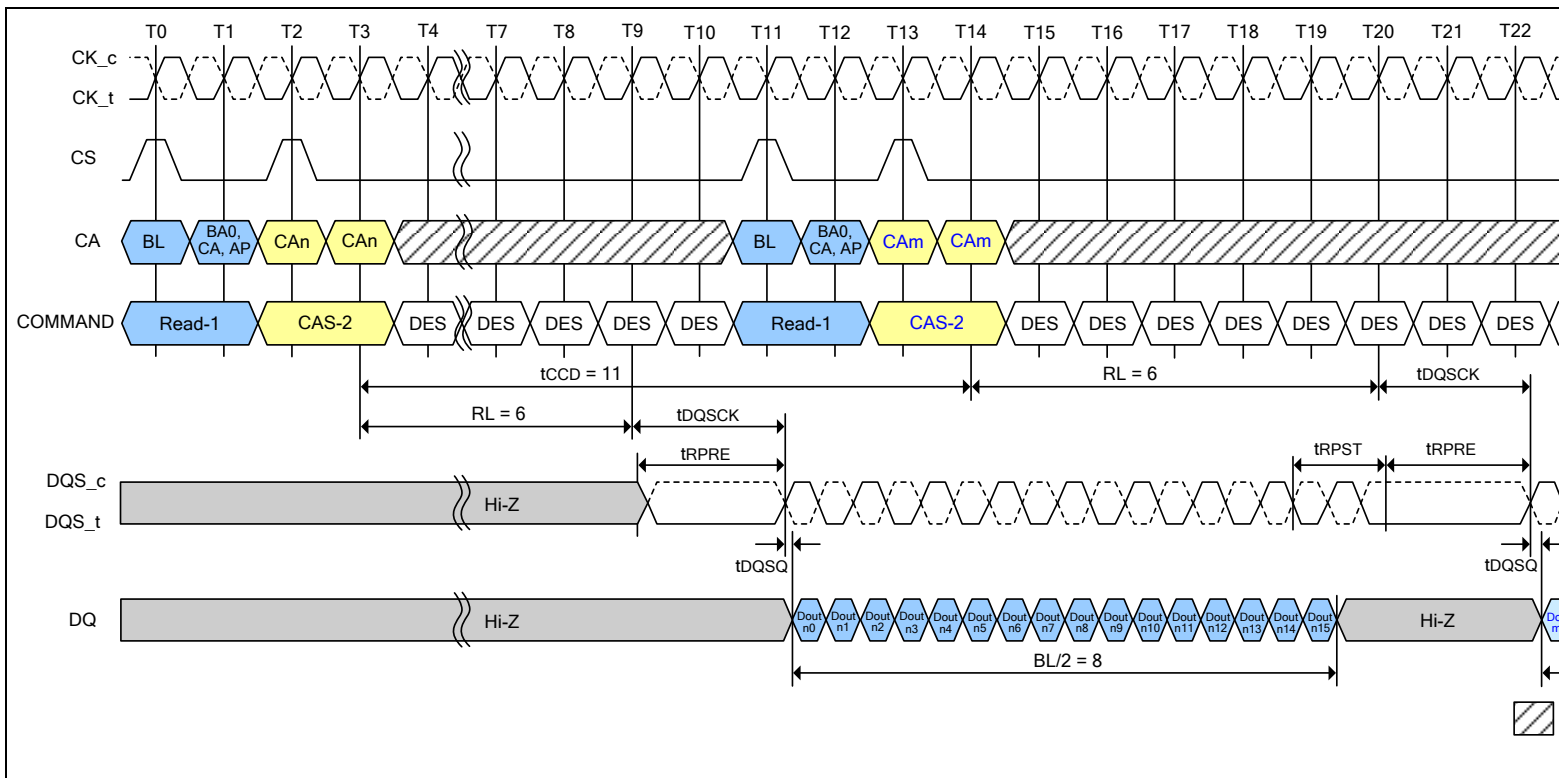 T0 T1 T2 T3 T4 T7 T8 T9 T10 T11 T12 T13 T14 T15 T16 T17 T18 T19 T20 T21 T22
CK_c
CK_t
CS
CA BL BA0, CA, AP CAn CAn BL BA0, CA, AP CAm CAm
COMMAND Read-1 CAS-2 DES DES DES DES DES Read-1 CAS-2 DES DES DES DES DES DES DES DES
tCCD = 11 RL = 6 tDQSCK
RL = 6 tDQSCK
tRPRE tRPST tRPRE
DQS_c
Hi-Z
DQS_t
tDQSQ tDQSQ
DQ Hi-Z Dout n0 Dout n1 Dout n2 Dout n3 Dout n4 Dout n5 Dout n6 Dout n7 Dout n8 Dout n9 Dout n10 Dout n11 Dout n12 Dout n13 Dout n14 Dout n15 Hi-Z
BL/2 = 8